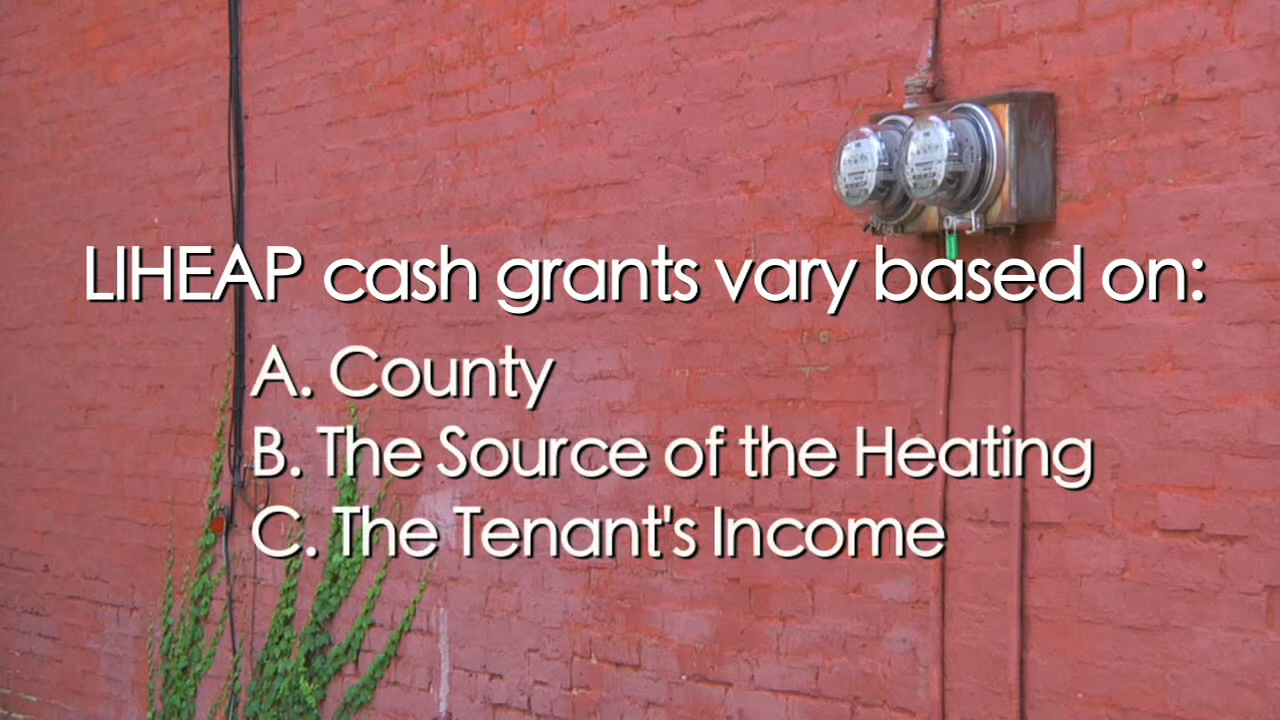 LIHEAP cash grants vary based on:
A. County
B. The Source of the Heating
C. The Tenant's Income